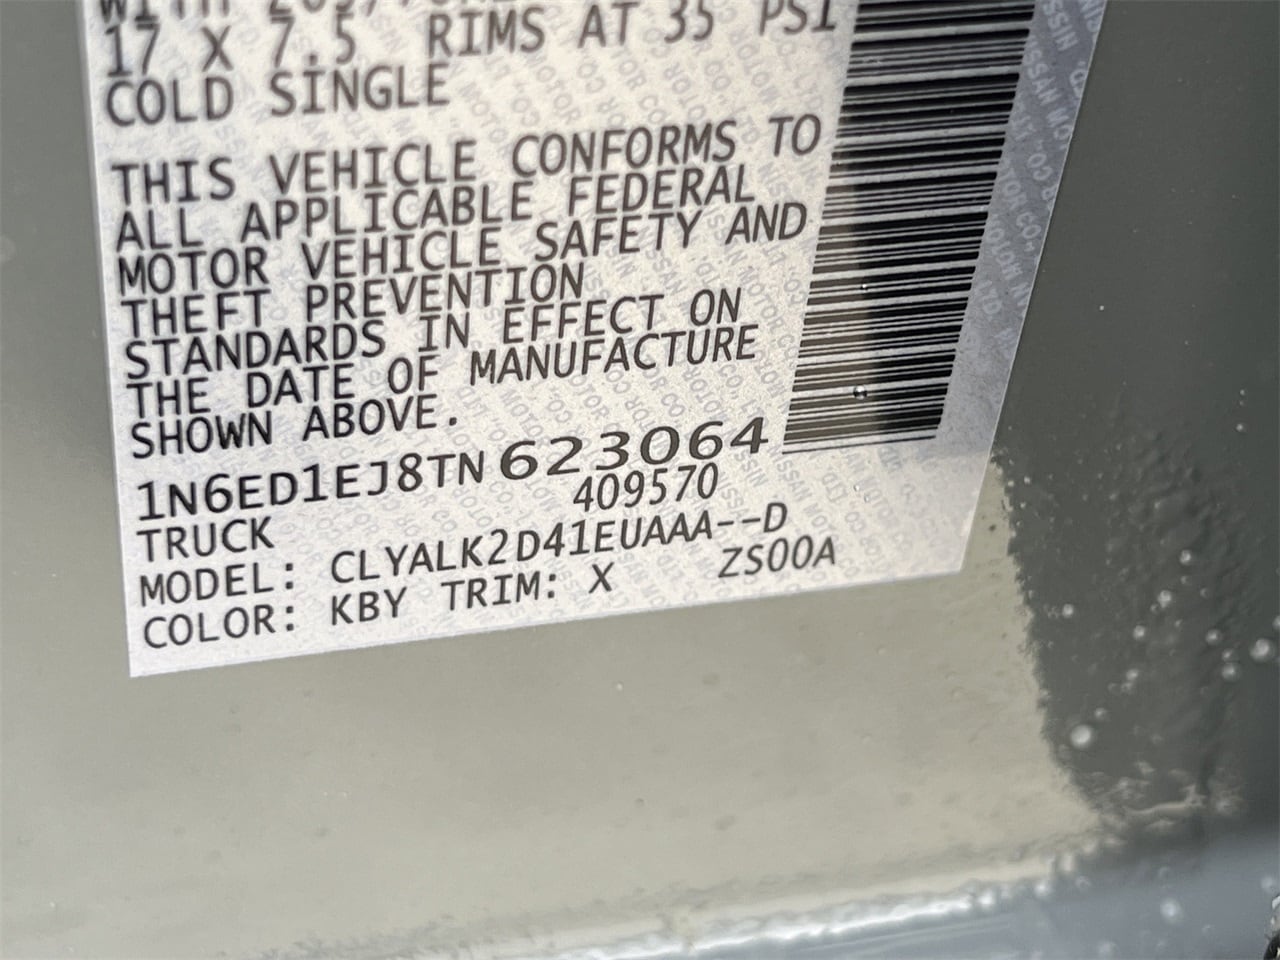 17 X 7.5 RIMS AT 35 PSI
COLD SINGLE
THIS VEHICLE CONFORMS TO
ALL APPLICABLE FEDERAL
MOTOR VEHICLE SAFETY AND
THEFT PREVENTION
STANDARDS IN EFFECT ON
THE DATE OF MANUFACTURE
SHOWN ABOVE.
1N6ED1EJ8TN623064
TRUCK 409570
MODEL: CLYALK2D41EUAAA--D
COLOR: KBY TRIM: X ZS00A